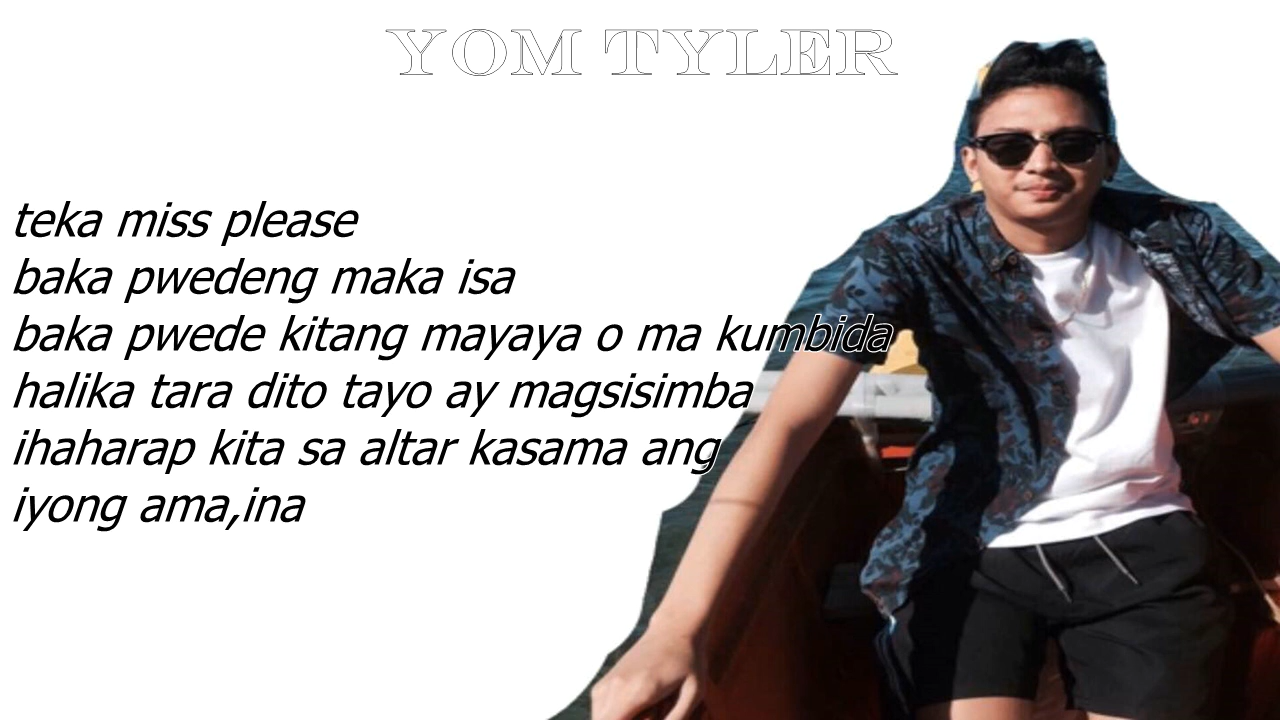 YOM TYLER
teka miss please
baka pwedeng maka isa
baka pwede kitang mayaya o ma kumbida
halika tara dito tayo ay magsisimba
ihaharap kita sa altar kasama ang
iyong ama,ina